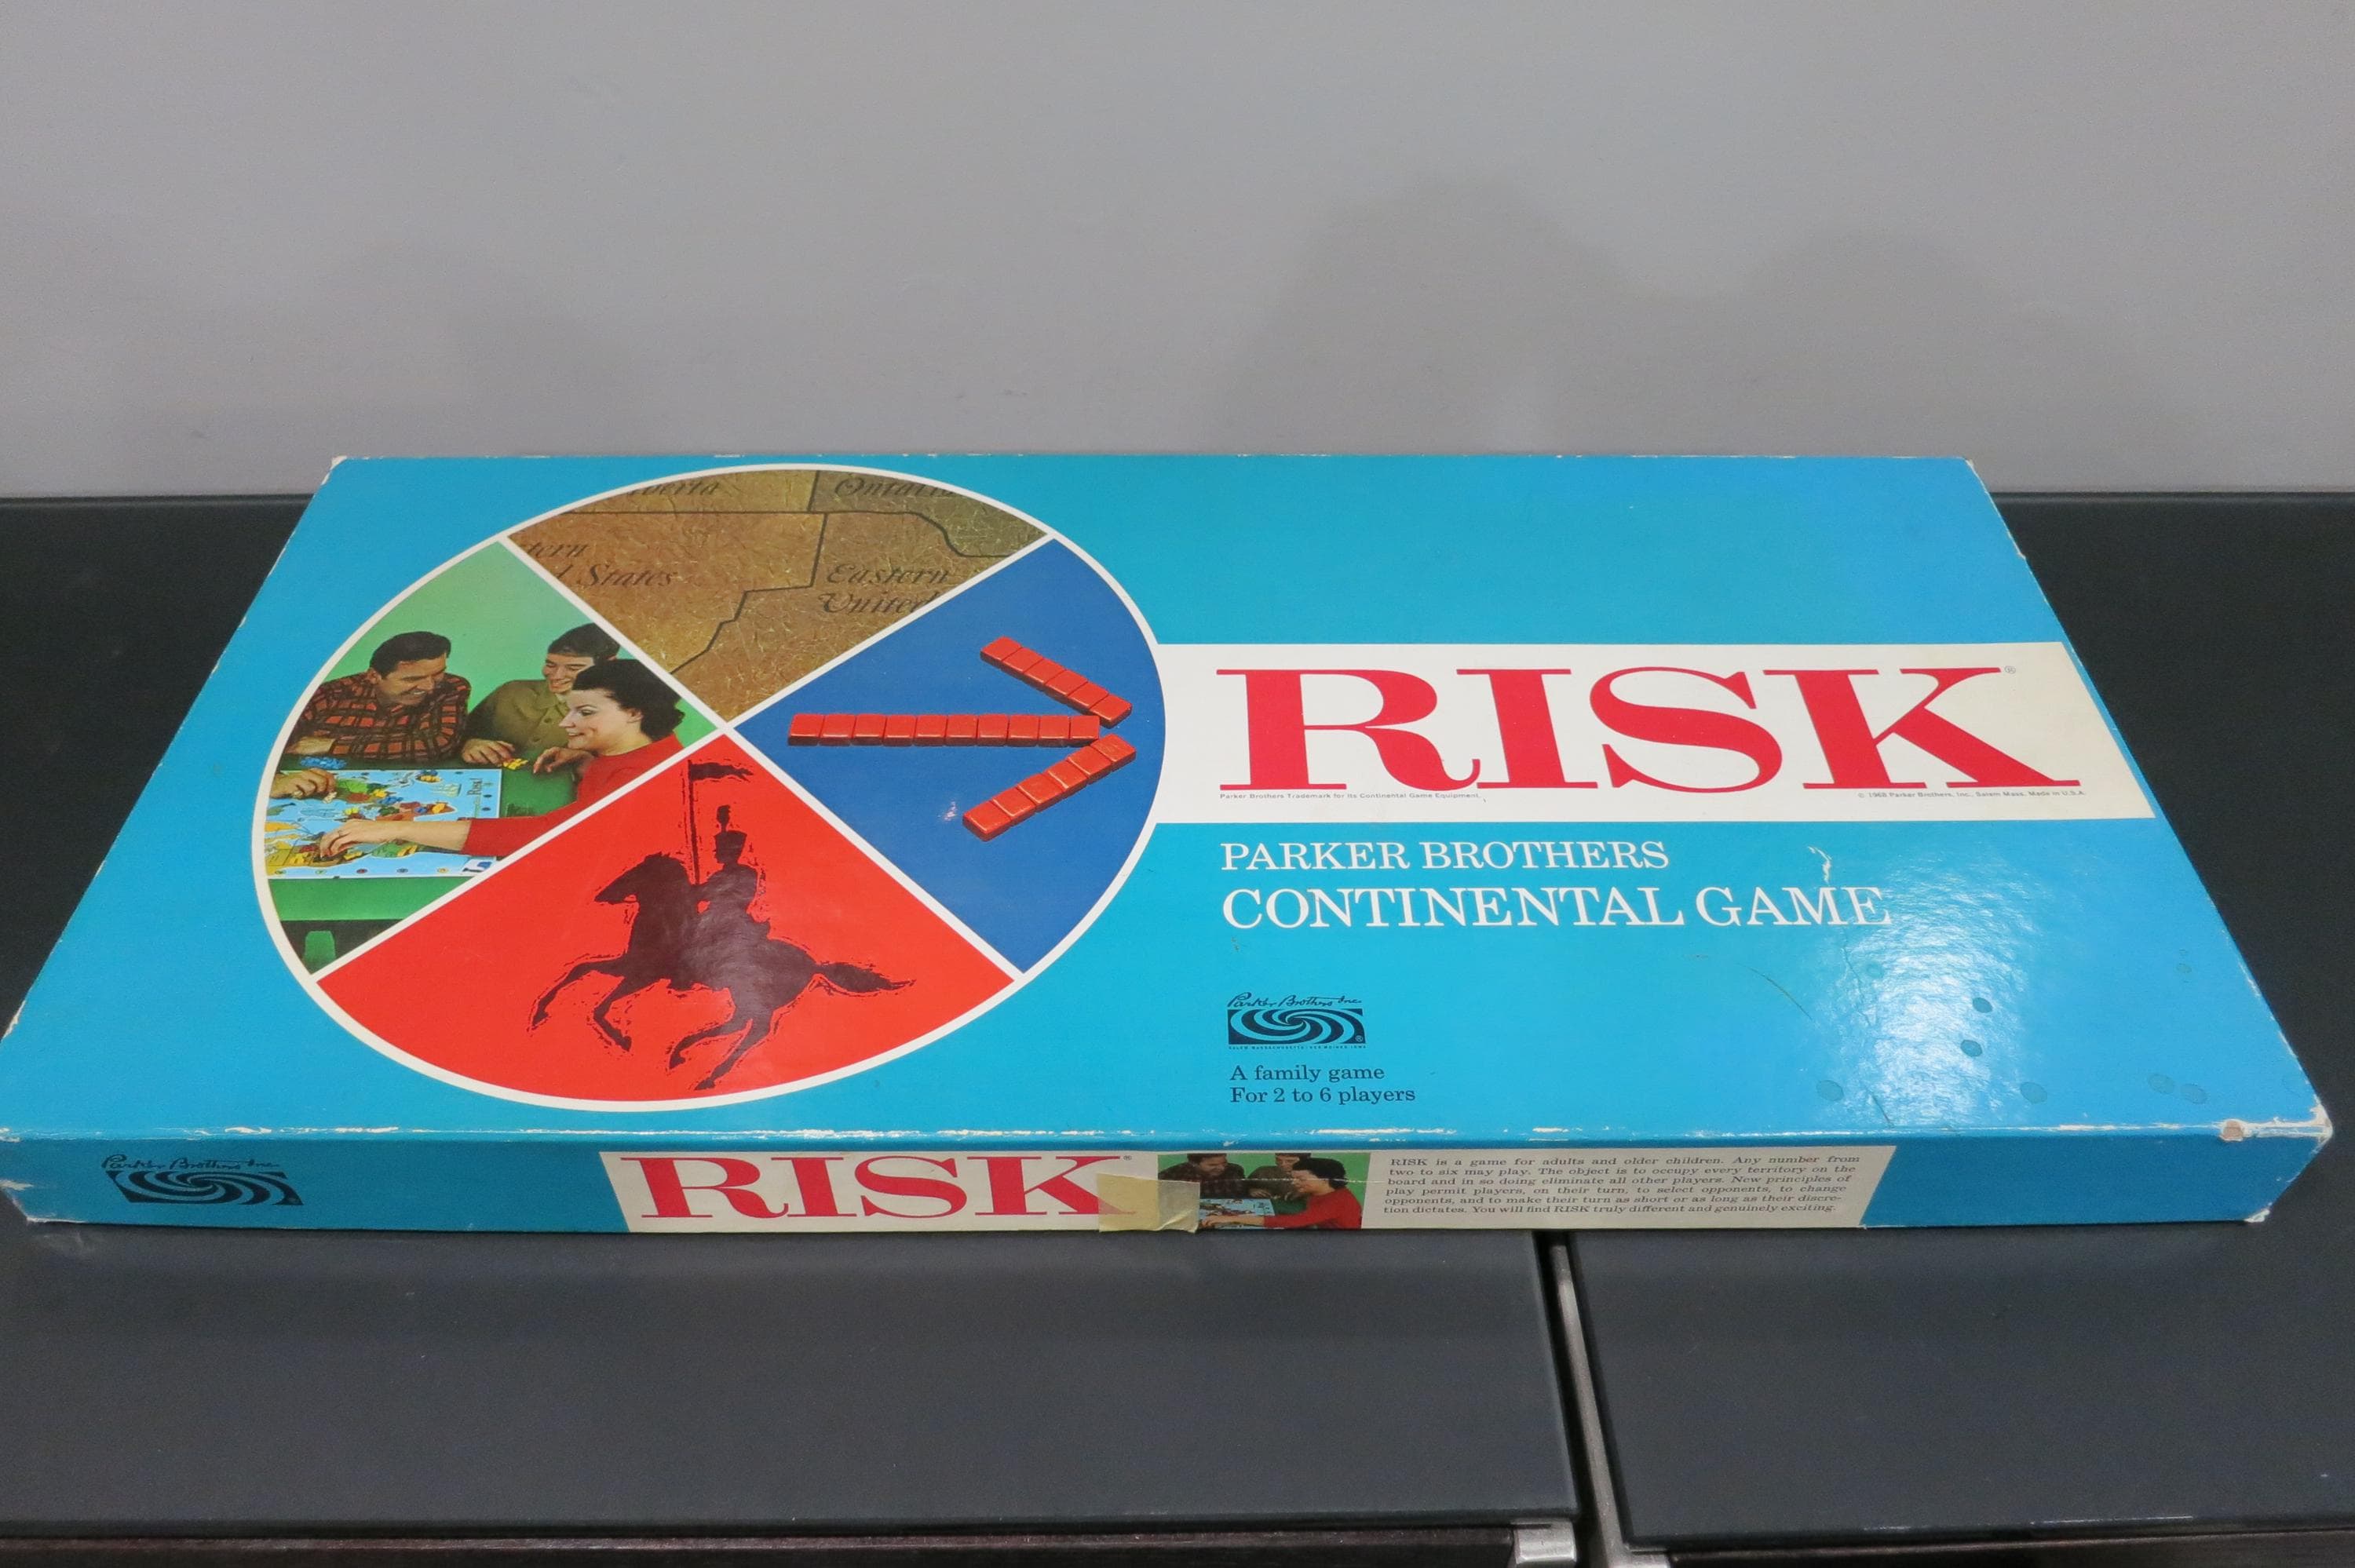 Ontario
Eastern
United
States
RISK®
Parker Brothers Trademark for its Continental Game Equipment.
© 1968 Parker Brothers, Inc., Salem Mass. Made in U.S.A.
PARKER BROTHERS
CONTINENTAL GAME
Parker Brothers Inc
A family game
For 2 to 6 players
Parker Brothers Inc
RISK
RISK is a game for adults and older children. Any number from
two to six may play. The object is to occupy every territory on the
board and in so doing eliminate all other players. New principles of
play permit players, on their turn, to select opponents, to change
opponents, and to make their turn as short or as long as their discre-
tion dictates. You will find RISK truly different and genuinely exciting.